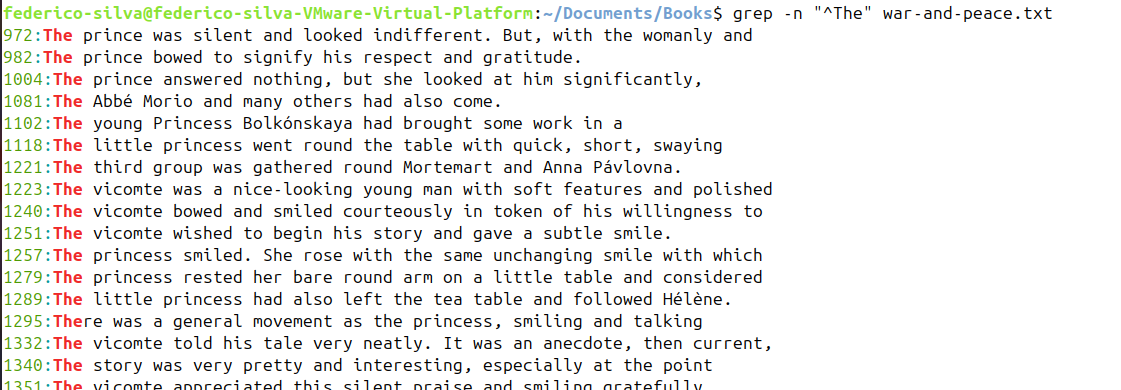 federico-silva@federico-silva-VMware-Virtual-Platform:~/Documents/Books$ grep -n "^The" war-and-peace.txt
972:The prince was silent and looked indifferent. But, with the womanly and
982:The prince bowed to signify his respect and gratitude.
1004:The prince answered nothing, but she looked at him significantly,
1081:The Abbé Morio and many others had also come.
1102:The young Princess Bolkónskaya had brought some work in a
1118:The little princess went round the table with quick, short, swaying
1221:The third group was gathered round Mortemart and Anna Pávlovna.
1223:The vicomte was a nice-looking young man with soft features and polished
1240:The vicomte bowed and smiled courteously in token of his willingness to
1251:The vicomte wished to begin his story and gave a subtle smile.
1257:The princess smiled. She rose with the same unchanging smile with which
1279:The princess rested her bare round arm on a little table and considered
1289:The little princess had also left the tea table and followed Hélène.
1295:There was a general movement as the princess, smiling and talking
1332:The vicomte told his tale very neatly. It was an anecdote, then current,
1340:The story was very pretty and interesting, especially at the point
1351:The vicomte appreciated this silent praise and smiling gratefully